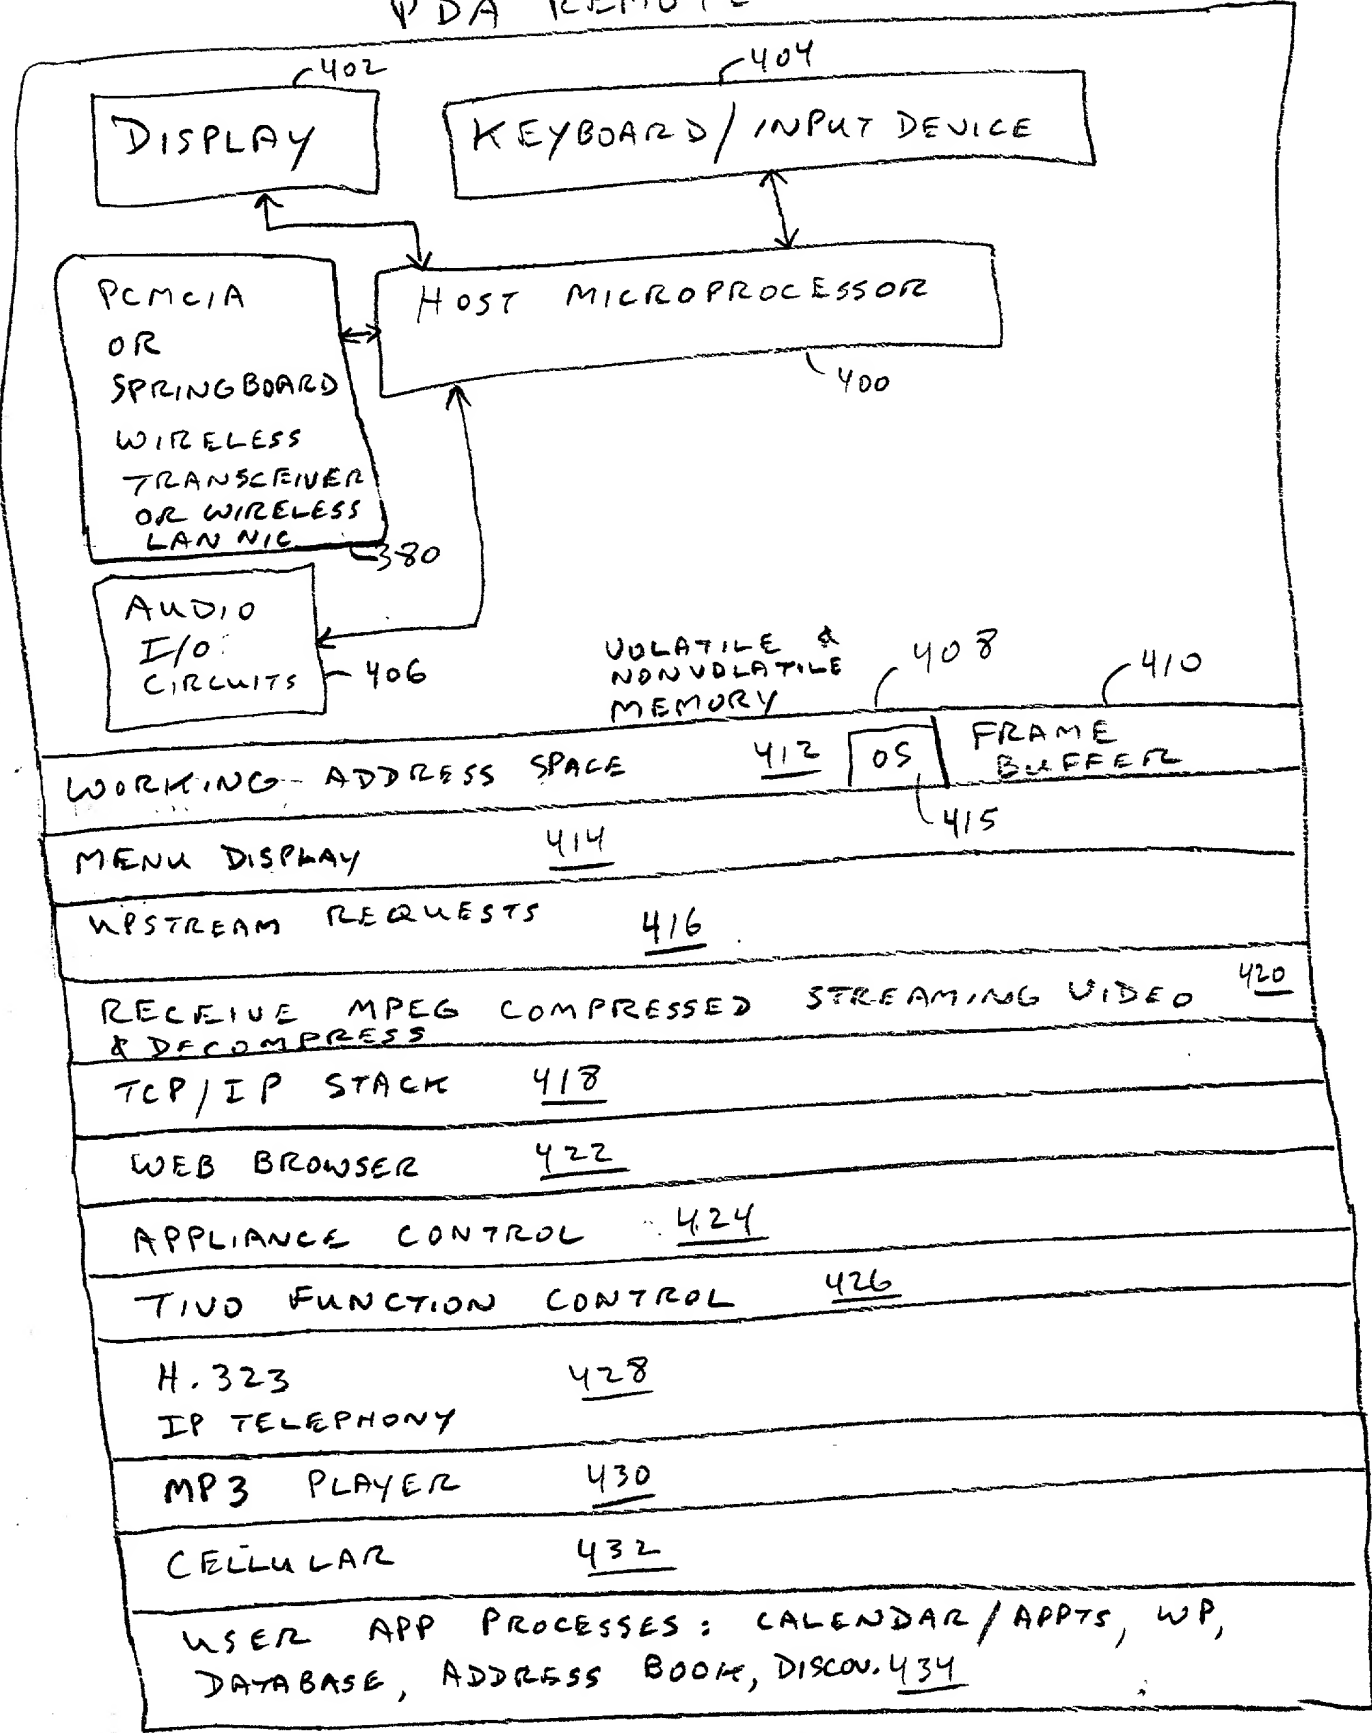 PDA REMOTE
402
404
DISPLAY
KEYBOARD/INPUT DEVICE
PCMCIA
OR
SPRINGBOARD
WIRELESS
TRANSCEIVER
OR WIRELESS
LAN NIC
380
HOST MICROPROCESSOR
400
AUDIO
I/O
CIRCUITS
406
VOLATILE &
NONVOLATILE
MEMORY
408
410
WORKING ADDRESS SPACE 412
OS
415
FRAME
BUFFER
MENU DISPLAY 414
UPSTREAM REQUESTS 416
RECEIVE MPEG COMPRESSED STREAMING VIDEO 420
& DECOMPRESS
TCP/IP STACK 418
WEB BROWSER 422
APPLIANCE CONTROL 424
TIVO FUNCTION CONTROL 426
H.323 428
IP TELEPHONY
MP3 PLAYER 430
CELLULAR 432
USER APP PROCESSES: CALENDAR/APPTS, WP,
DATABASE, ADDRESS BOOK, DISCOV. 434